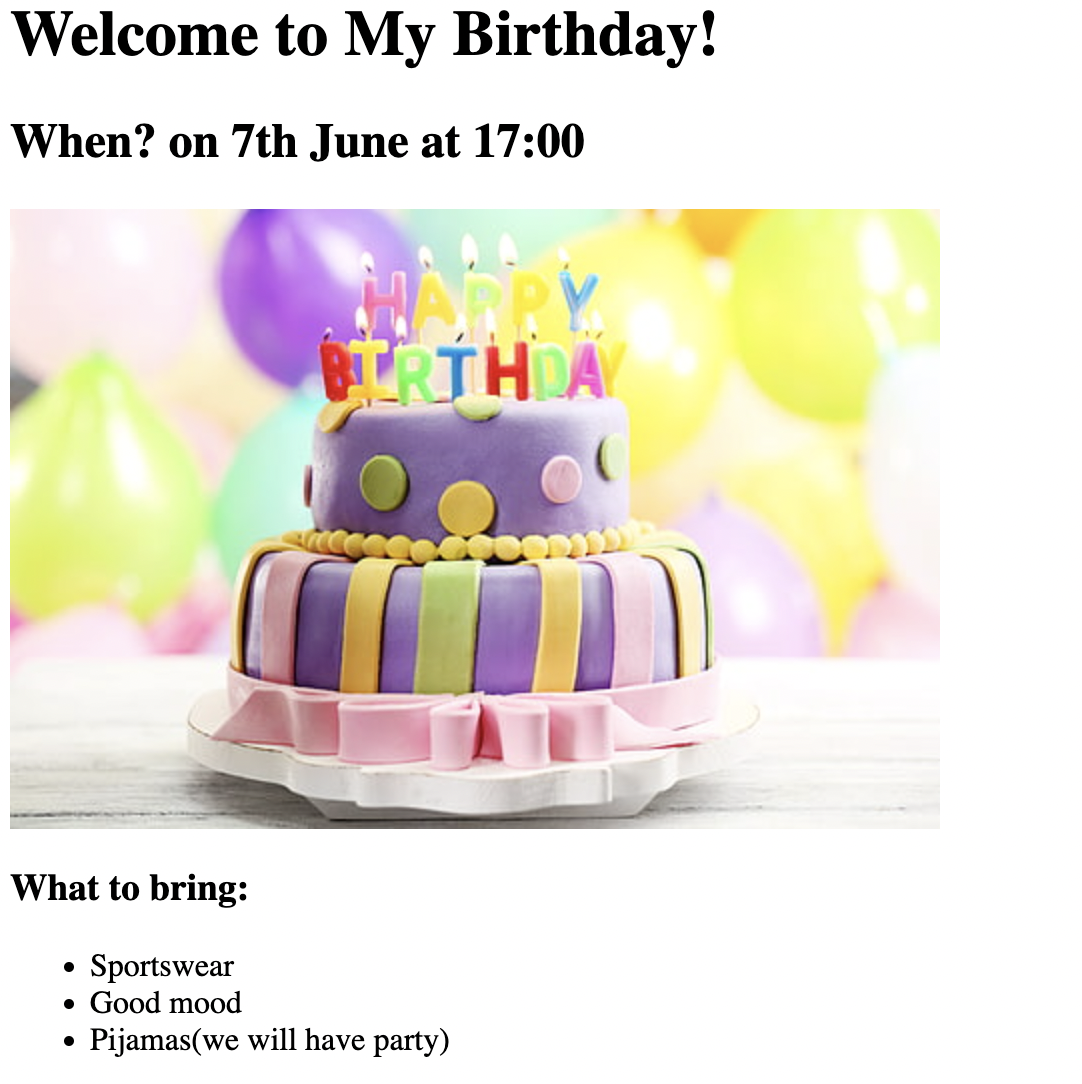 Welcome to My Birthday!
When? on 7th June at 17:00
HAPPY
BIRTHDAY
What to bring:
Sportswear
Good mood
Pijamas(we will have party)